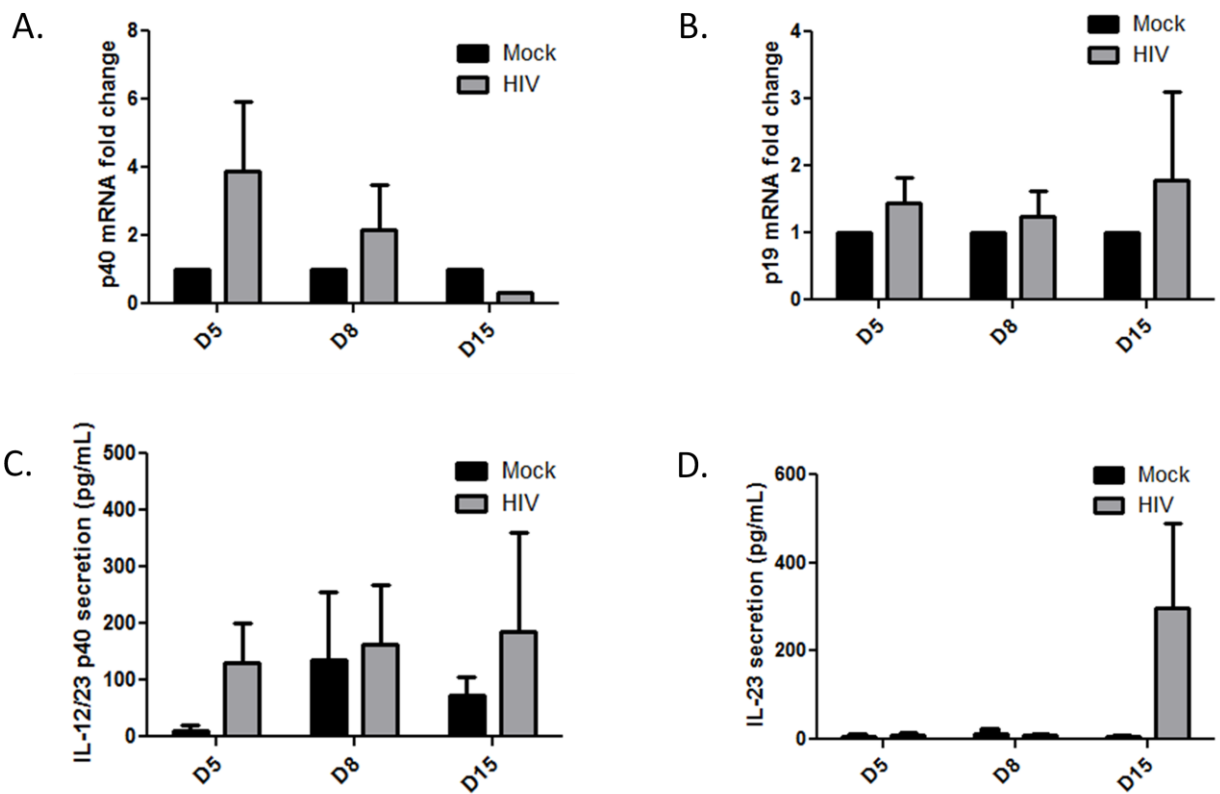 A.
p40 mRNA fold change
8
6
4
2
0
Mock
HIV
D5
D8
D15
B.
p19 mRNA fold change
4
3
2
1
0
Mock
HIV
D5
D8
D15
C.
IL-12/23 p40 secretion (pg/mL)
500
400
300
200
100
0
Mock
HIV
D5
D8
D15
D.
IL-23 secretion (pg/mL)
600
400
200
0
Mock
HIV
D5
D8
D15